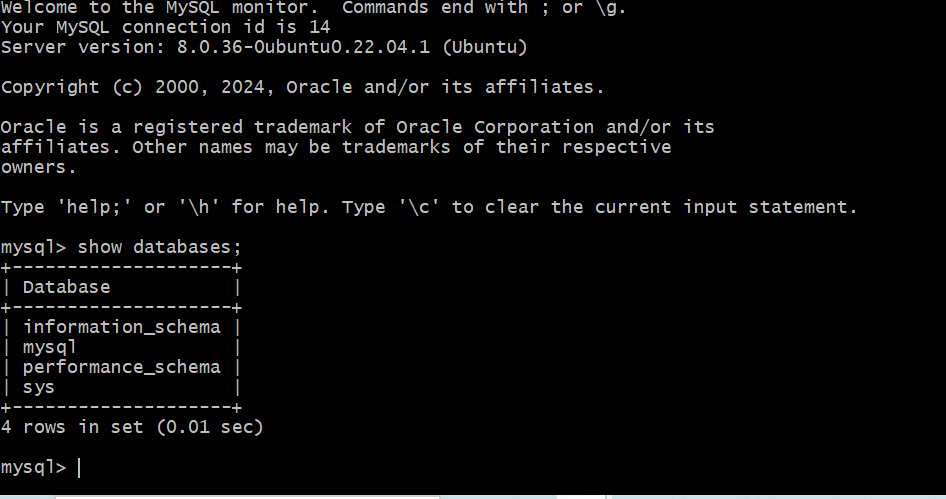 Welcome to the MySQL monitor.  Commands end with ; or \g.
Your MySQL connection id is 14
Server version: 8.0.36-0ubuntu0.22.04.1 (Ubuntu)
Copyright (c) 2000, 2024, Oracle and/or its affiliates.
Oracle is a registered trademark of Oracle Corporation and/or its
affiliates. Other names may be trademarks of their respective
owners.
Type 'help;' or '\h' for help. Type '\c' to clear the current input statement.
mysql> show databases;
+--------------------+
| Database           |
+--------------------+
| information_schema |
| mysql              |
| performance_schema |
| sys                |
+--------------------+
4 rows in set (0.01 sec)
mysql>